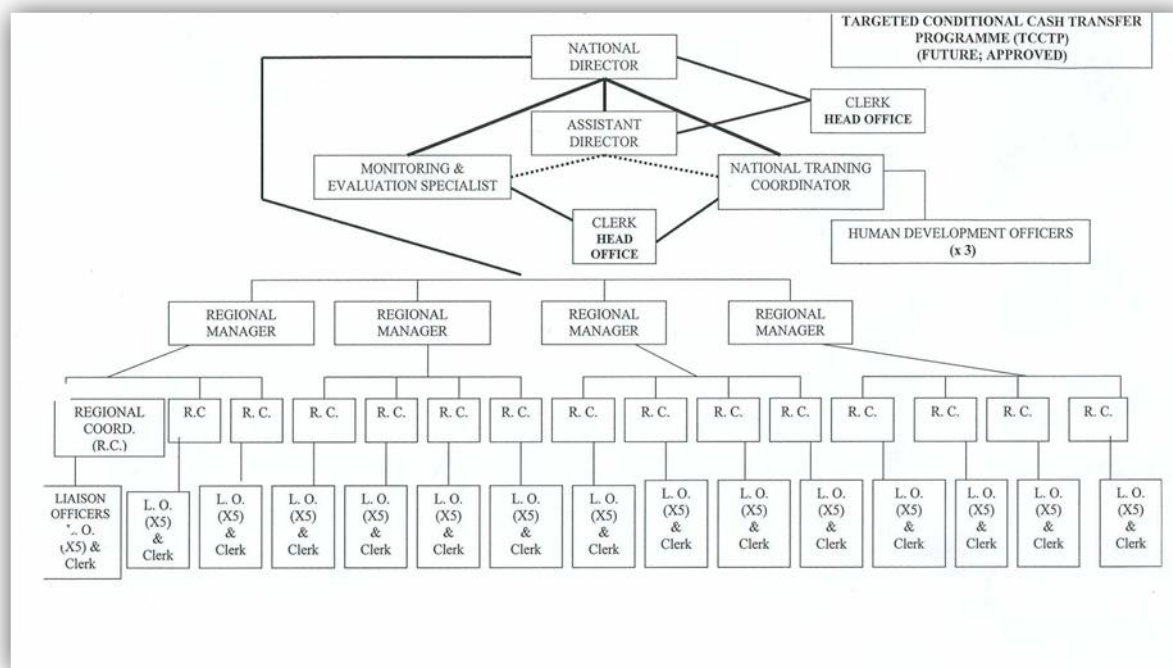 TARGETED CONDITIONAL CASH TRANSFER
PROGRAMME (TCCTP)
(FUTURE; APPROVED)
NATIONAL
DIRECTOR
CLERK
HEAD OFFICE
ASSISTANT
DIRECTOR
MONITORING &
EVALUATION SPECIALIST
NATIONAL TRAINING
COORDINATOR
CLERK
HEAD
OFFICE
HUMAN DEVELOPMENT OFFICERS
(x 3)
REGIONAL
MANAGER
REGIONAL
MANAGER
REGIONAL
MANAGER
REGIONAL
MANAGER
REGIONAL
COORD.
(R.C.)
R.C
R. C.
R. C.
R. C.
R. C.
R. C.
R. C.
R. C.
R. C.
R. C.
R. C.
R. C.
R. C.
R. C.
LIAISON
OFFICERS
L. O.
(X5) &
Clerk
L. O.
(X5)
&
Clerk
L. O.
(X5)
&
Clerk
L. O.
(X5)
&
Clerk
L. O.
(X5)
&
Clerk
L. O.
(X5)
&
Clerk
L. O.
(X5)
&
Clerk
L. O.
(X5)
&
Clerk
L. O.
(X5)
&
Clerk
L. O.
(X5)
&
Clerk
L. O.
(X5)
&
Clerk
L. O.
(X5)
&
Clerk
L. O.
(X5)
&
Clerk
L. O.
(X5)
&
Clerk
L. O.
(X5)
&
Clerk